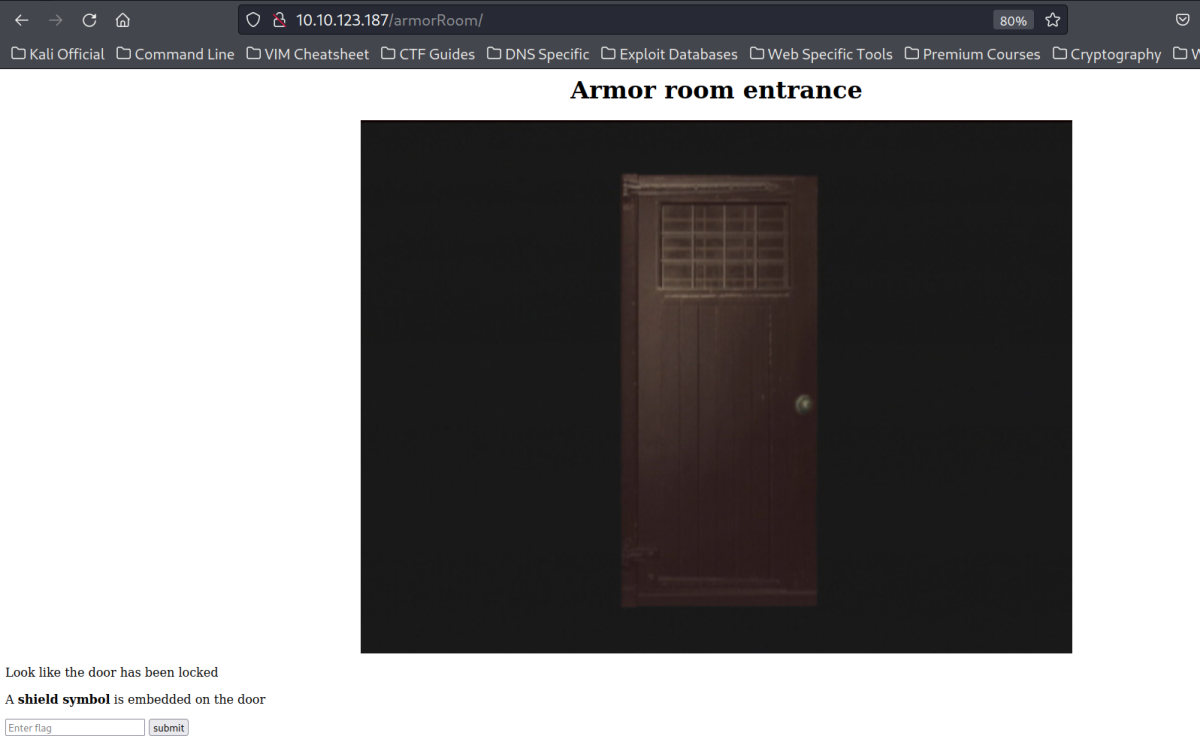 10.10.123.187/armorRoom/
80%
Kali Official Command Line VIM Cheatsheet CTF Guides DNS Specific Exploit Databases Web Specific Tools Premium Courses Cryptography W
Armor room entrance
Look like the door has been locked
A shield symbol is embedded on the door
Enter flag submit